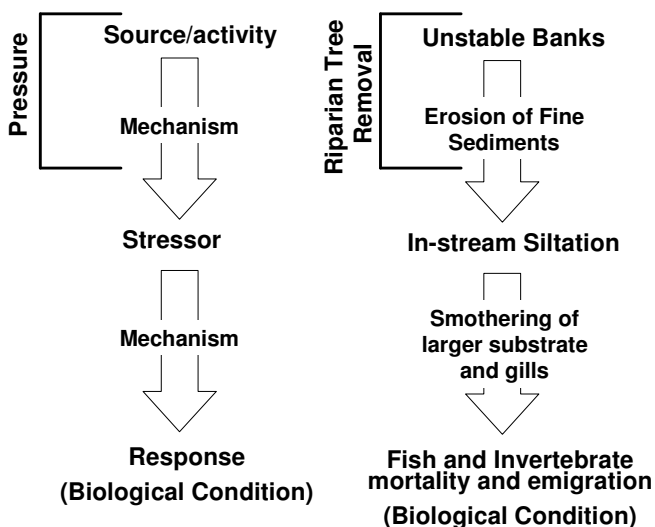 Pressure
Source/activity
Mechanism
Stressor
Mechanism
Response
(Biological Condition)
Riparian Tree
Removal
Unstable Banks
Erosion of Fine
Sediments
In-stream Siltation
Smothering of
larger substrate
and gills
Fish and Invertebrate
mortality and emigration
(Biological Condition)